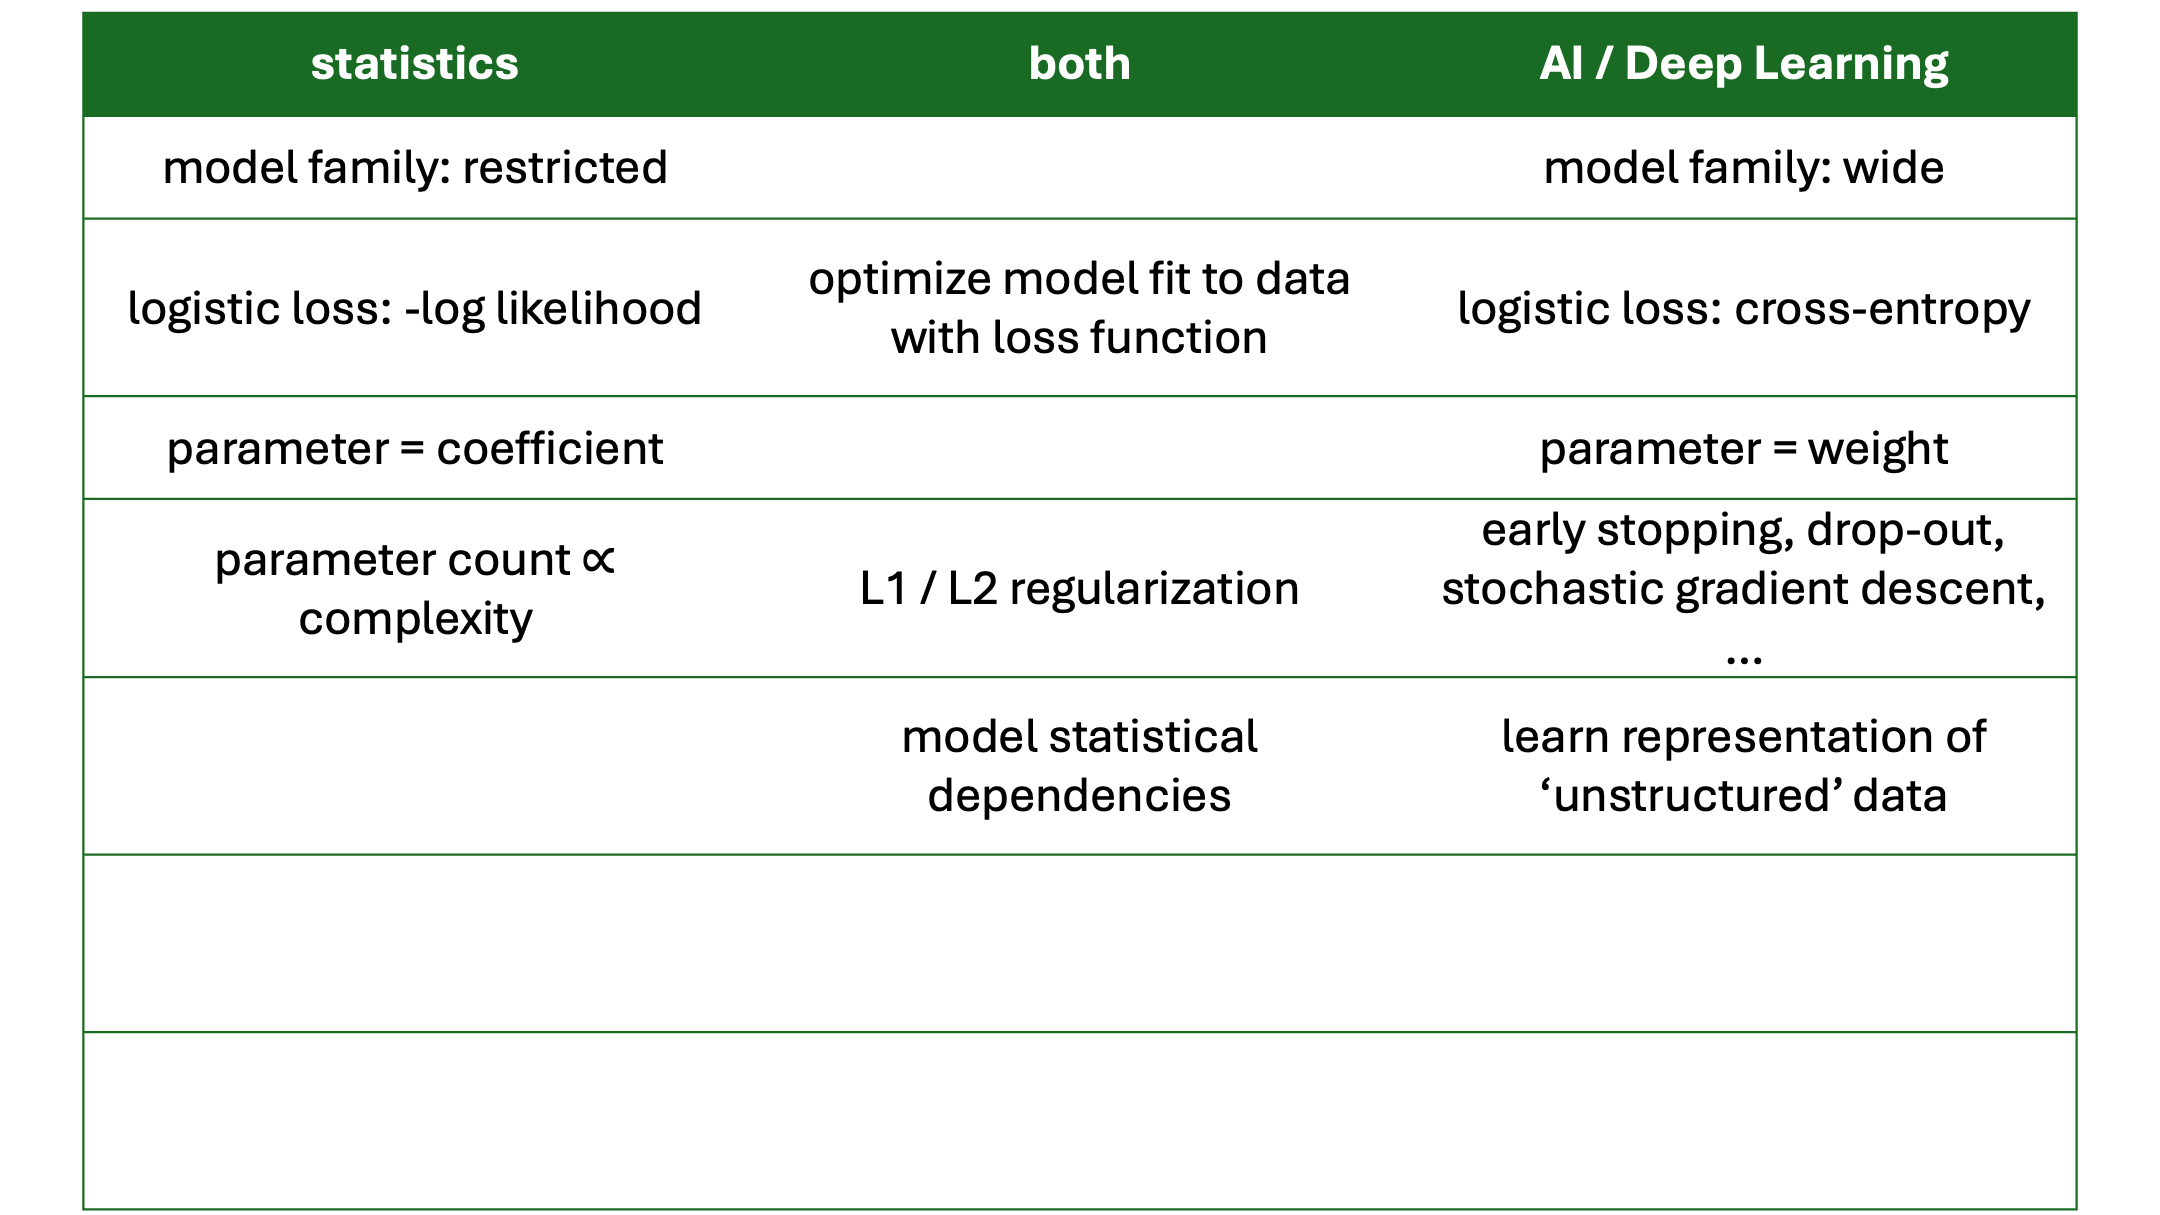 statistics both AI / Deep Learning
model family: restricted model family: wide
logistic loss: -log likelihood
optimize model fit to data
with loss function
logistic loss: cross-entropy
parameter = coefficient parameter = weight
parameter count ∝
complexity
L1 / L2 regularization
early stopping, drop-out,
stochastic gradient descent,
...
model statistical
dependencies
learn representation of
‘unstructured’ data